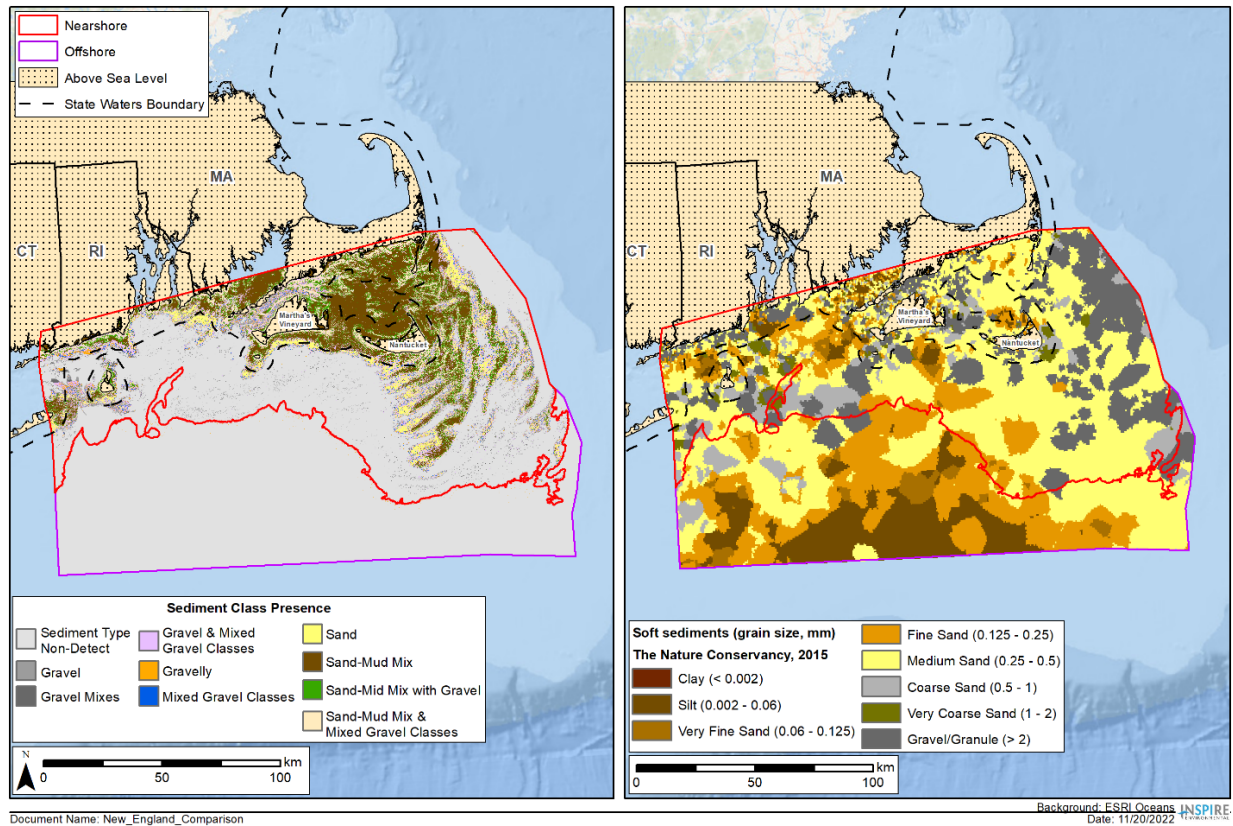 Nearshore
Offshore
Above Sea Level
State Waters Boundary
MA
CT
RI
Martha's
Vineyard
Nantucket
Sediment Class Presence
Sediment Type
Non-Detect
Gravel
Gravel Mixes
Gravel & Mixed
Gravel Classes
Gravelly
Mixed Gravel Classes
Sand
Sand-Mud Mix
Sand-Mid Mix with Gravel
Sand-Mud Mix &
Mixed Gravel Classes
N
km
0 50 100
MA
CT
RI
Martha's
Vineyard
Nantucket
Soft sediments (grain size, mm)
The Nature Conservancy, 2015
Clay (< 0.002)
Silt (0.002 - 0.06)
Very Fine Sand (0.06 - 0.125)
Fine Sand (0.125 - 0.25)
Medium Sand (0.25 - 0.5)
Coarse Sand (0.5 - 1)
Very Coarse Sand (1 - 2)
Gravel/Granule (> 2)
km
0 50 100
Document Name: New_England_Comparison
Background: ESRI Oceans
Date: 11/20/2022
INSPIRE
ENVIRONMENTAL